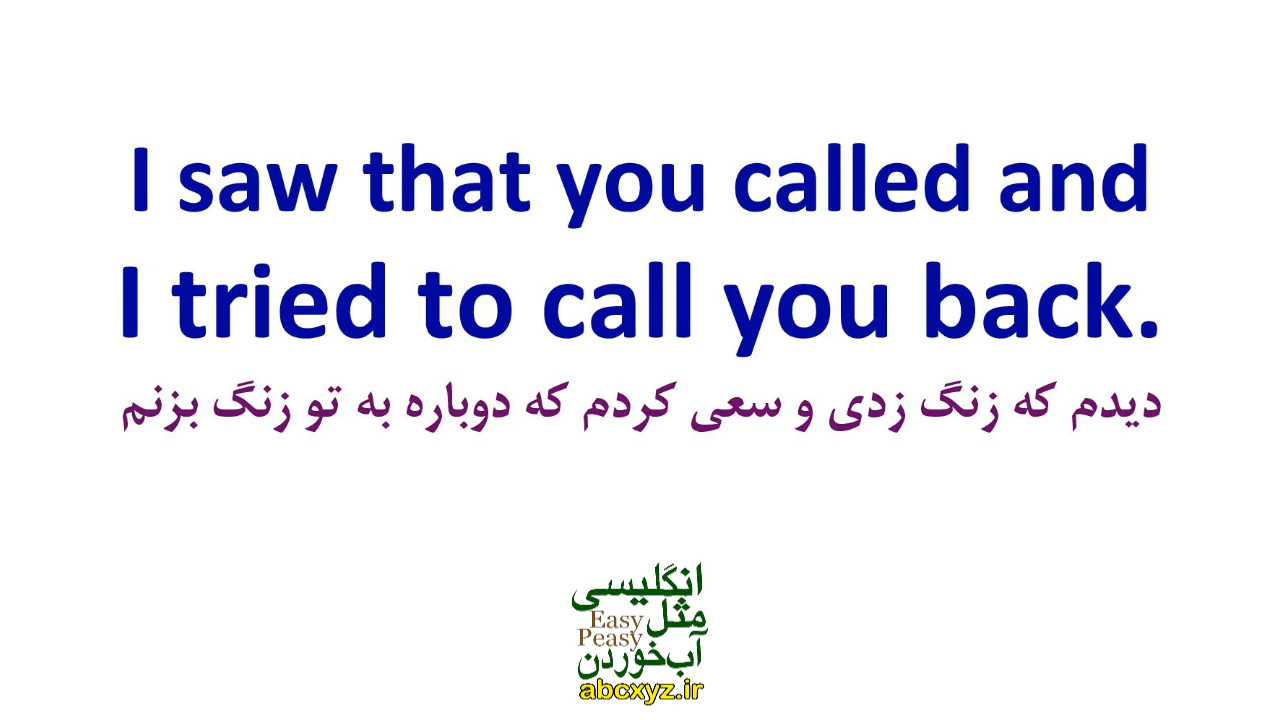 I saw that you called and
I tried to call you back.
دیدم که زنگ زدی و سعی کردم که دوباره به تو زنگ بزنم
انگلیسی
مثل
Easy
Peasy
آب‌خوردن
abcxyz.ir